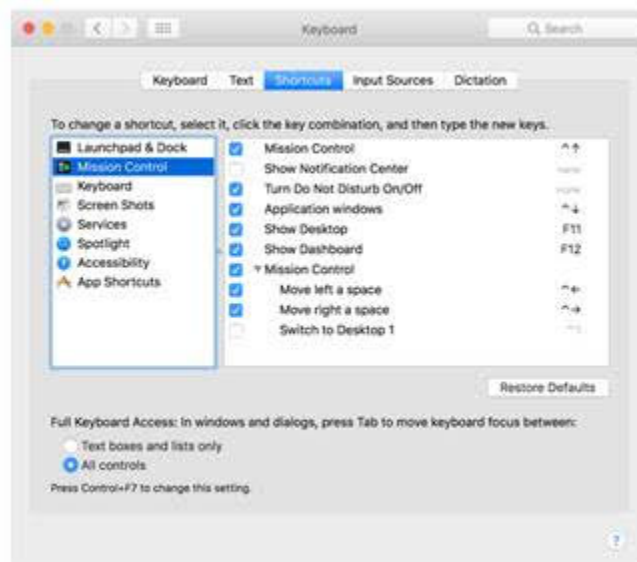 Keyboard
Search
Keyboard Text Shortcuts Input Sources Dictation
To change a shortcut, select it, click the key combination, and then type the new keys.
Launchpad & Dock
Mission Control
Keyboard
Screen Shots
Services
Spotlight
Accessibility
App Shortcuts
Mission Control ^↑
Show Notification Center none
Turn Do Not Disturb On/Off none
Application windows ^↓
Show Desktop F11
Show Dashboard F12
Mission Control
Move left a space ^←
Move right a space ^→
Switch to Desktop 1
Restore Defaults
Full Keyboard Access: In windows and dialogs, press Tab to move keyboard focus between:
Text boxes and lists only
All controls
Press Control+F7 to change this setting.
?